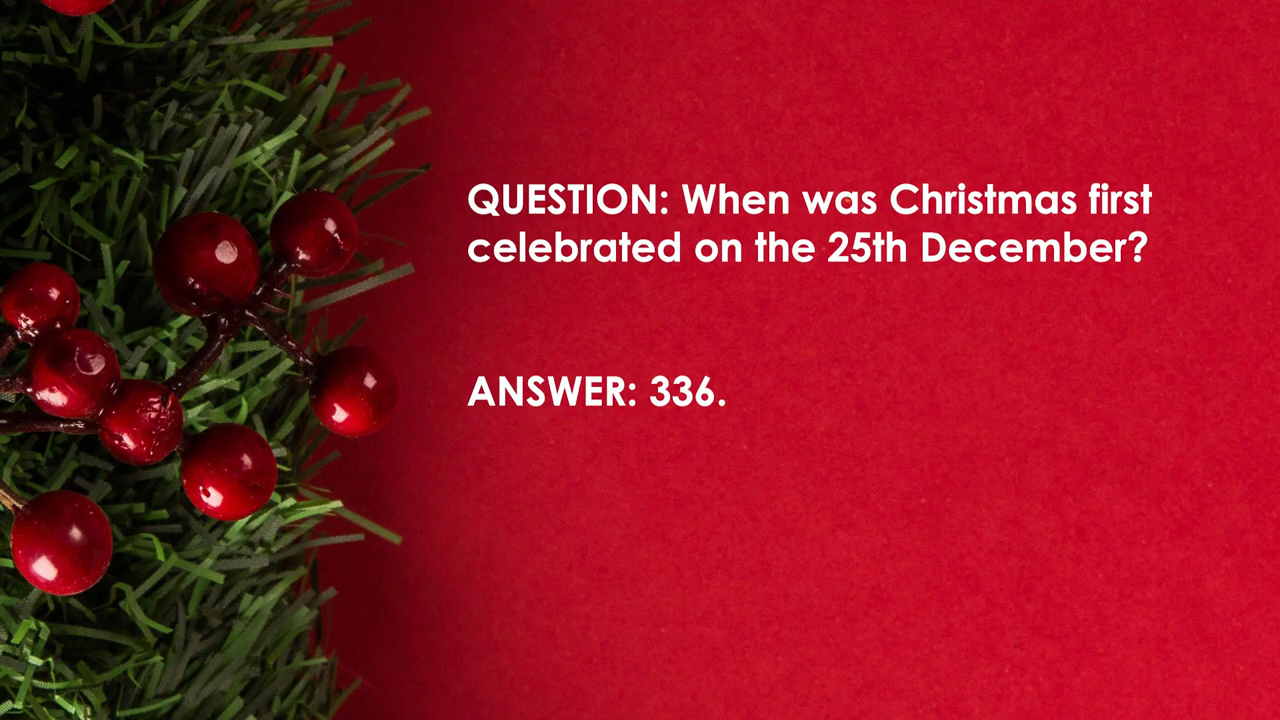 QUESTION: When was Christmas first
celebrated on the 25th December?
ANSWER: 336.